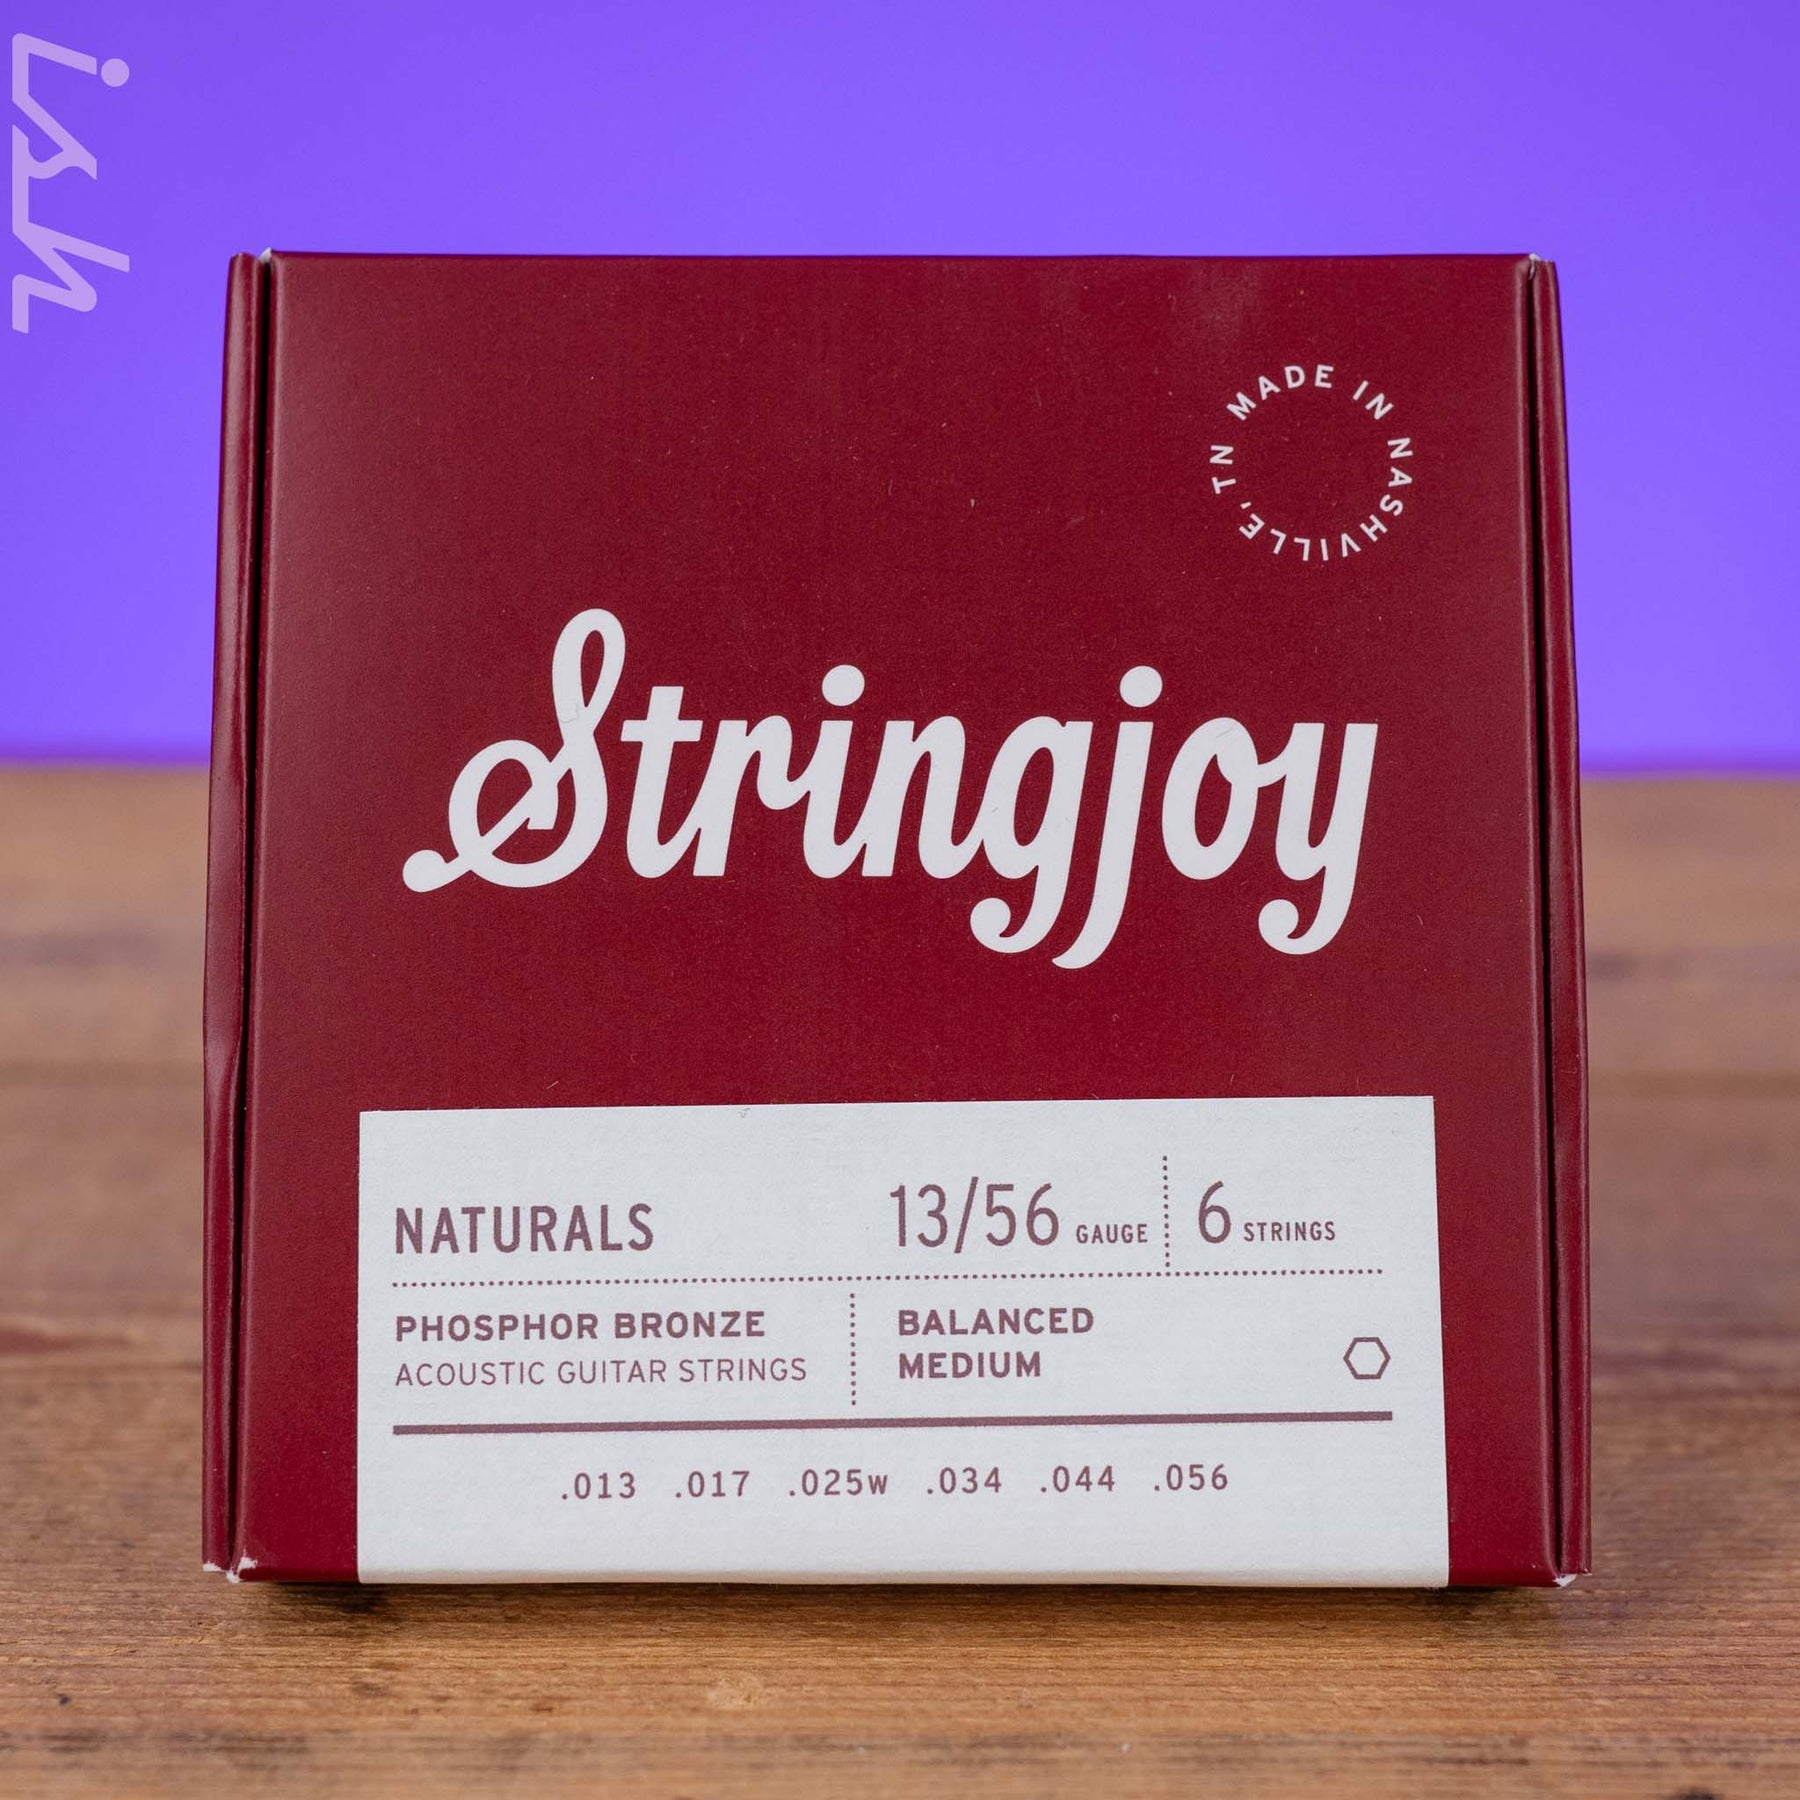 ish
MADE IN NASHVILLE, TN
Stringjoy
NATURALS
13/56 GAUGE
6 STRINGS
PHOSPHOR BRONZE
ACOUSTIC GUITAR STRINGS
BALANCED
MEDIUM
.013 .017 .025w .034 .044 .056